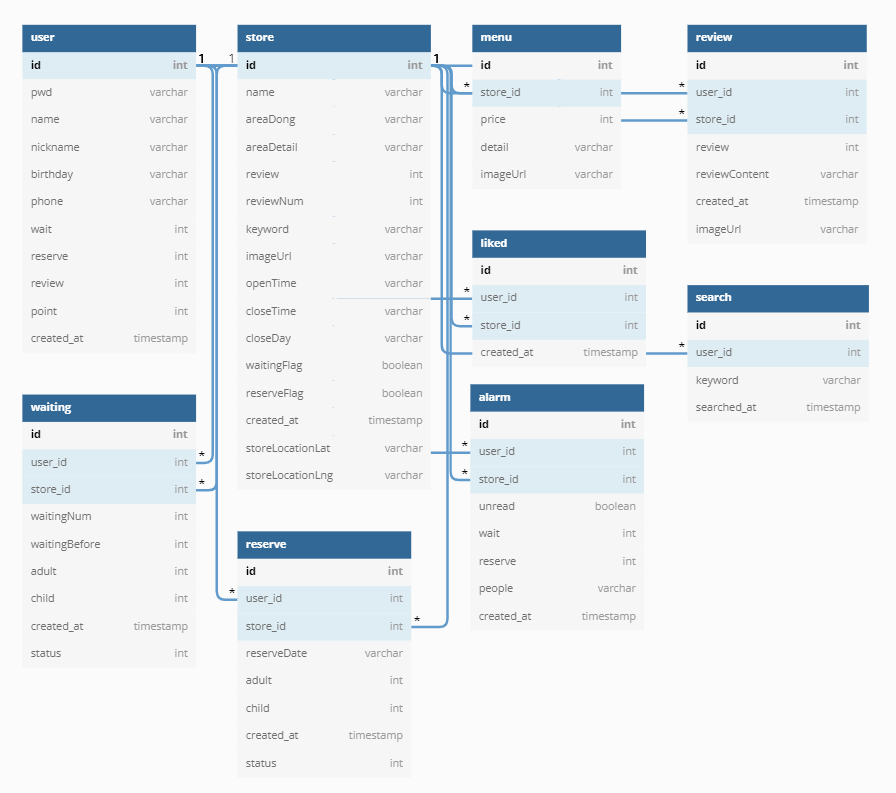 user
id int
pwd varchar
name varchar
nickname varchar
birthday varchar
phone varchar
wait int
reserve int
review int
point int
created_at timestamp
1
1
store
id int
name varchar
areaDong varchar
areaDetail varchar
review int
reviewNum int
keyword varchar
imageUrl varchar
openTime varchar
closeTime varchar
closeDay varchar
waitingFlag boolean
reserveFlag boolean
created_at timestamp
storeLocationLat varchar
storeLocationLng varchar
1
menu
id int
* store_id int
price int
detail varchar
imageUrl varchar
review
id int
* user_id int
* store_id int
review int
reviewContent varchar
created_at timestamp
imageUrl varchar
liked
id int
* user_id int
* store_id int
created_at timestamp
search
id int
* user_id int
keyword varchar
searched_at timestamp
waiting
id int
user_id int *
store_id int *
waitingNum int
waitingBefore int
adult int
child int
created_at timestamp
status int
alarm
id int
* user_id int
* store_id int
unread boolean
wait int
reserve int
people varchar
created_at timestamp
reserve
id int
* user_id int
store_id int *
reserveDate varchar
adult int
child int
created_at timestamp
status int